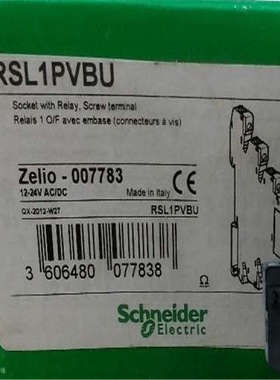 RSL1PVBU
Socket with Relay, Screw terminal
Relais 1 O/F avec embase (connecteurs à vis)
Zelio - 007783
12-24V AC/DC
Made in Italy
CE
QX-2012-W27
RSL1PVBU
3 606480 077838
Ω
Schneider
Electric